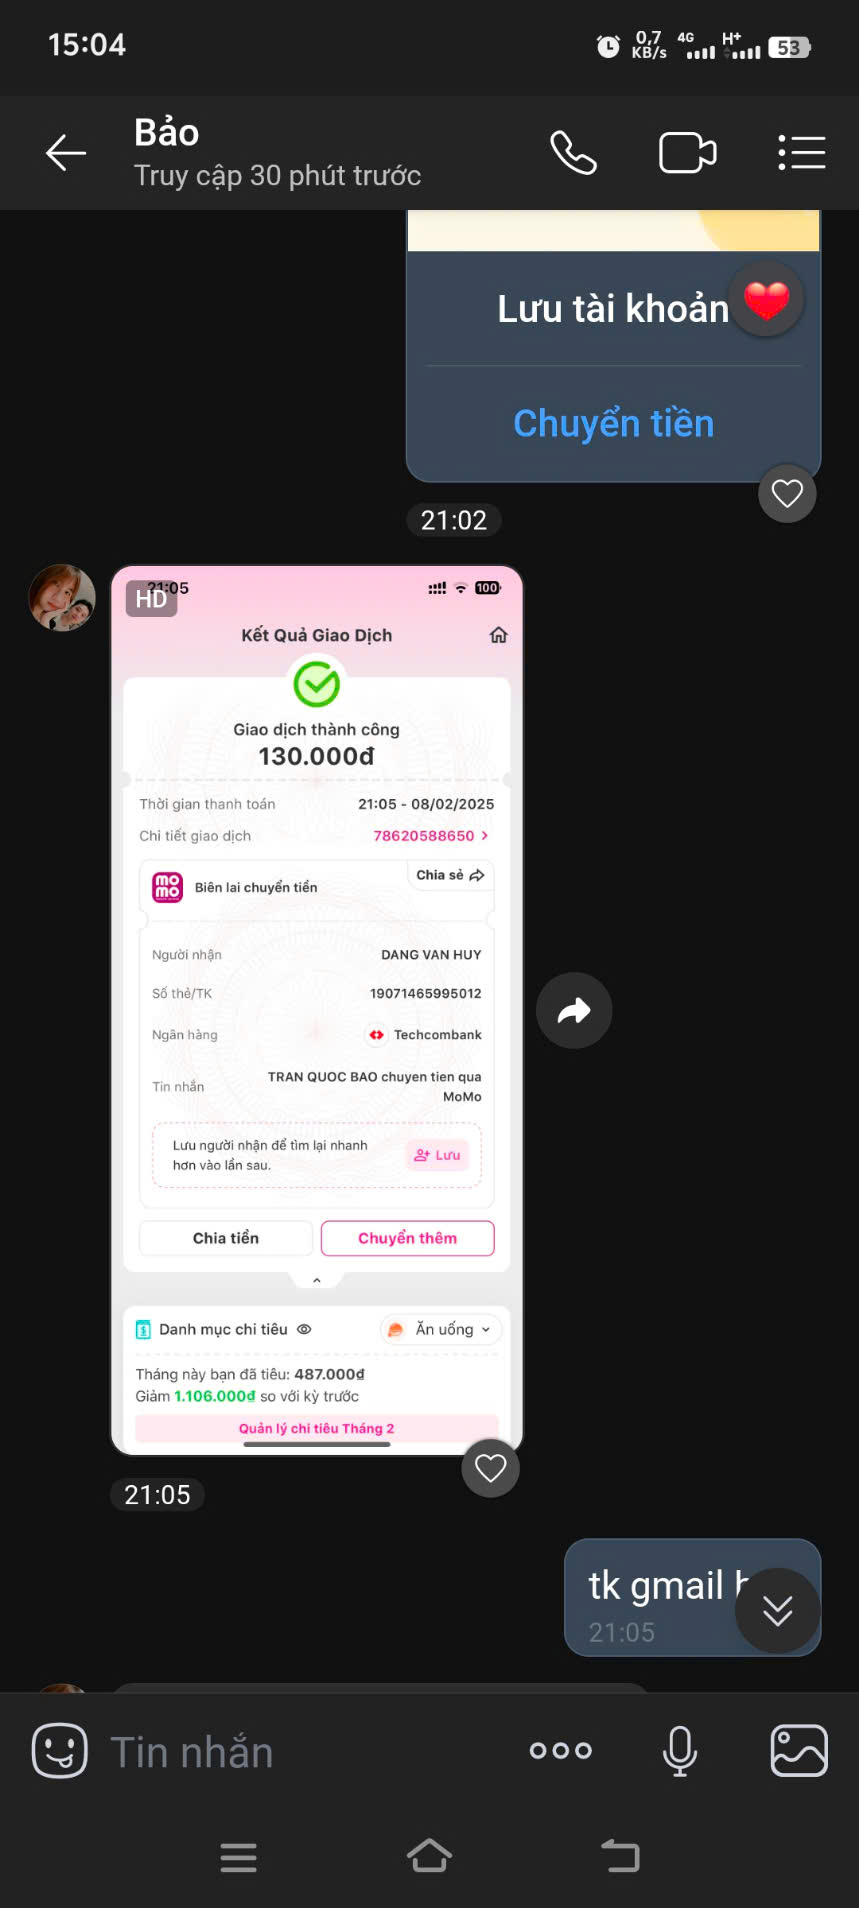 15:04
0,7
KB/s
4G
H+
53
Bảo
Truy cập 30 phút trước
Lưu tài khoản
Chuyển tiền
21:02
21:05
HD
100
Kết Quả Giao Dịch
Giao dịch thành công
130.000đ
Thời gian thanh toán
21:05 - 08/02/2025
Chi tiết giao dịch
78620588650 >
mo
mo
Biên lai chuyển tiền
Chia sẻ
Người nhận
DANG VAN HUY
Số thẻ/TK
19071465995012
Ngân hàng
Techcombank
Tin nhắn
TRAN QUOC BAO chuyen tien qua
MoMo
Lưu người nhận để tìm lại nhanh
hơn vào lần sau.
Lưu
Chia tiền
Chuyển thêm
Danh mục chi tiêu
Ăn uống
Tháng này bạn đã tiêu: 487.000đ
Giảm 1.106.000đ so với kỳ trước
Quản lý chi tiêu Tháng 2
21:05
tk gmail
21:05
Tin nhắn